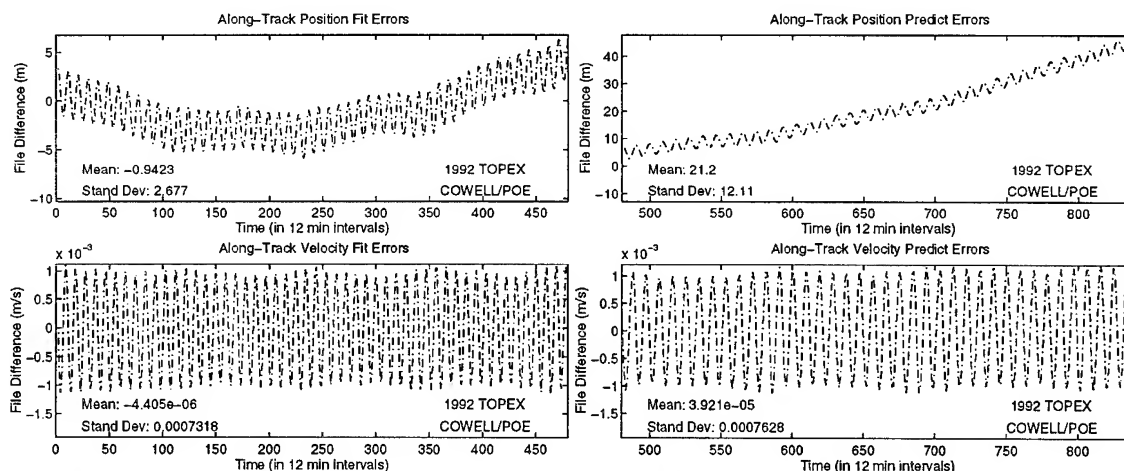 Along-Track Position Fit Errors
File Difference (m)
5
0
-5
-10
Mean: -0.9423
Stand Dev: 2.677
1992 TOPEX
COWELL/POE
0 50 100 150 200 250 300 350 400 450
Time (in 12 min intervals)
Along-Track Position Predict Errors
File Difference (m)
40
30
20
10
0
-10
Mean: 21.2
Stand Dev: 12.11
1992 TOPEX
COWELL/POE
500 550 600 650 700 750 800
Time (in 12 min intervals)
x 10^-3
Along-Track Velocity Fit Errors
File Difference (m/s)
1
0.5
0
-0.5
-1
-1.5
Mean: -4.405e-06
Stand Dev: 0.0007318
1992 TOPEX
COWELL/POE
0 50 100 150 200 250 300 350 400 450
Time (in 12 min intervals)
x 10^-3
Along-Track Velocity Predict Errors
File Difference (m/s)
1
0.5
0
-0.5
-1
-1.5
Mean: 3.921e-05
Stand Dev: 0.0007628
1992 TOPEX
COWELL/POE
500 550 600 650 700 750 800
Time (in 12 min intervals)